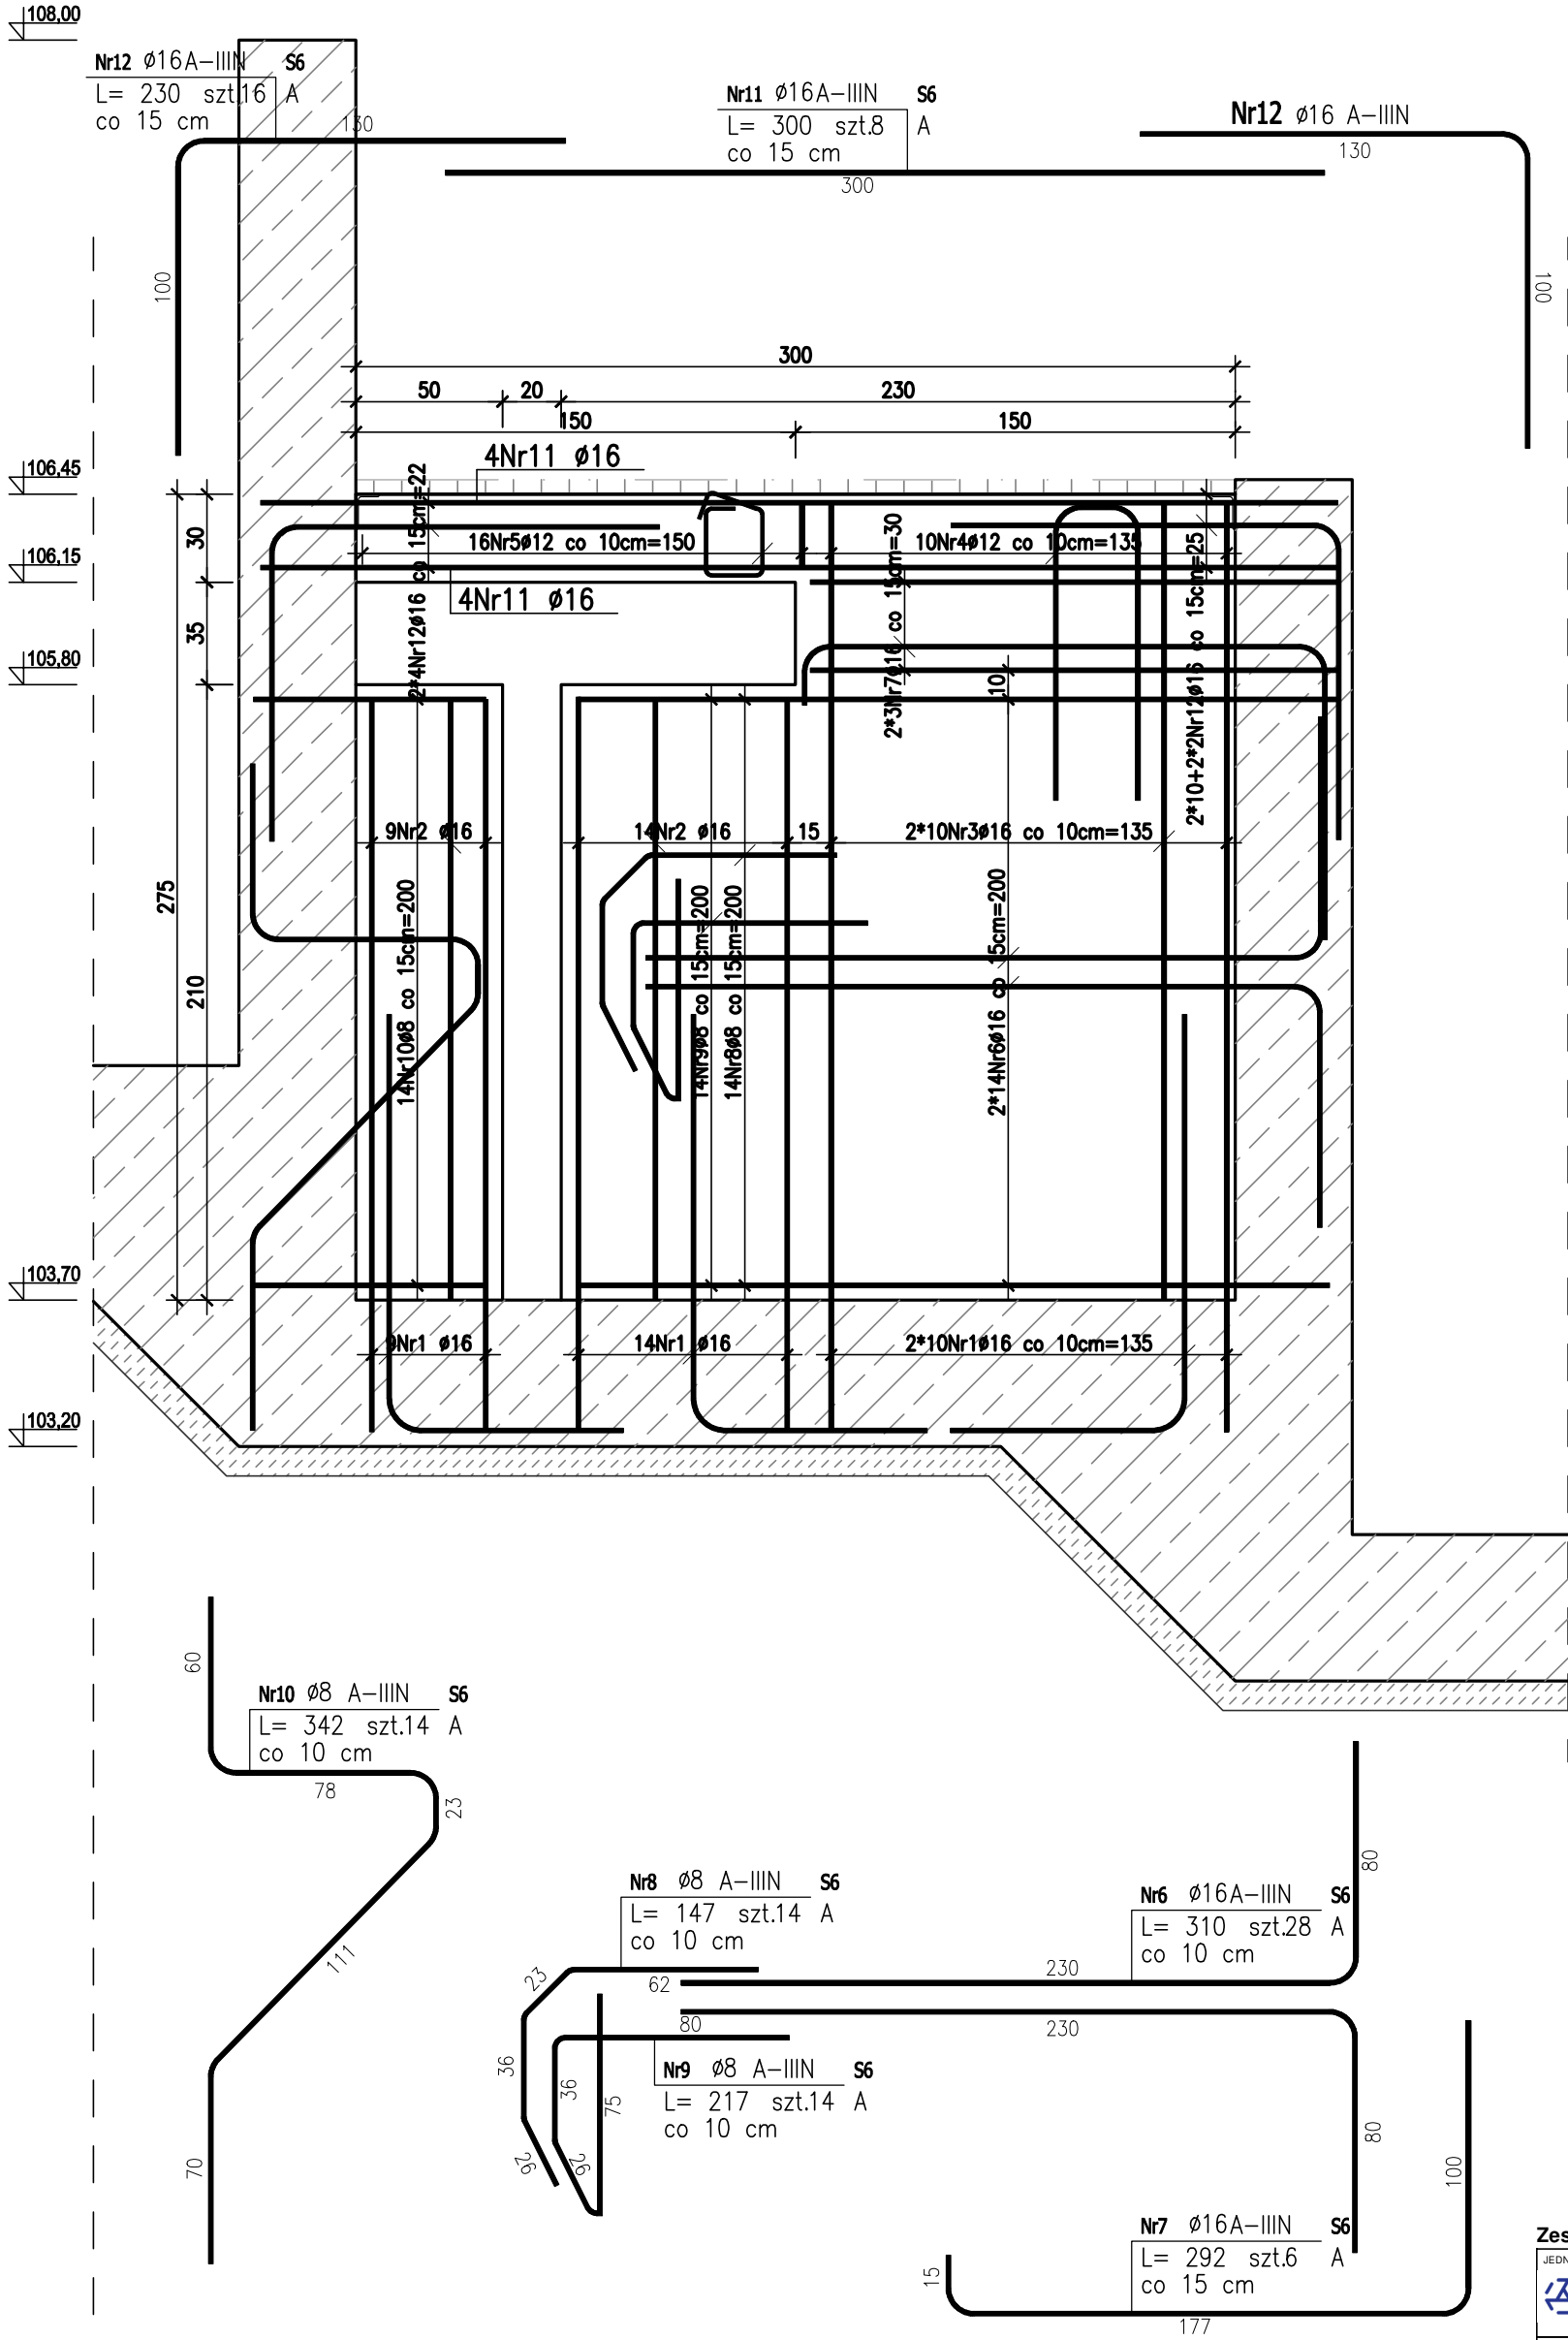 108,00
Nr12 ø16A-IIIN S6
L= 230 szt.16 A
co 15 cm
130
100
Nr11 ø16A-IIIN S6
L= 300 szt.8 A
co 15 cm
300
Nr12 ø16 A-IIIN
130
100
300
50 20 230
150 150
4Nr11 ø16
106,45
30
106,15
35
105,80
275
210
103,70
103,20
2*4Nr12ø16 co 15cm=22
16Nr5ø12 co 10cm=150
10Nr4ø12 co 10cm=135
4Nr11 ø16
2*3Nr7ø16 co 15cm=30
2*10+2*2Nr12ø16 co 15cm=25
10
9Nr2 ø16
14Nr2 ø16
15
2*10Nr3ø16 co 10cm=135
14Nr10ø8 co 15cm=200
14Nr9ø8 co 15cm=200
14Nr8ø8 co 15cm=200
2*14Nr6ø16 co 15cm=200
9Nr1 ø16
14Nr1 ø16
2*10Nr1ø16 co 10cm=135
60
Nr10 ø8 A-IIIN S6
L= 342 szt.14 A
co 10 cm
78
23
111
70
Nr8 ø8 A-IIIN S6
L= 147 szt.14 A
co 10 cm
23
62
36
26
80
Nr9 ø8 A-IIIN S6
L= 217 szt.14 A
co 10 cm
36
75
26
Nr6 ø16A-IIIN S6
L= 310 szt.28 A
co 10 cm
80
230
230
80
Nr7 ø16A-IIIN S6
L= 292 szt.6 A
co 15 cm
15
177
100
Zes
JEDN